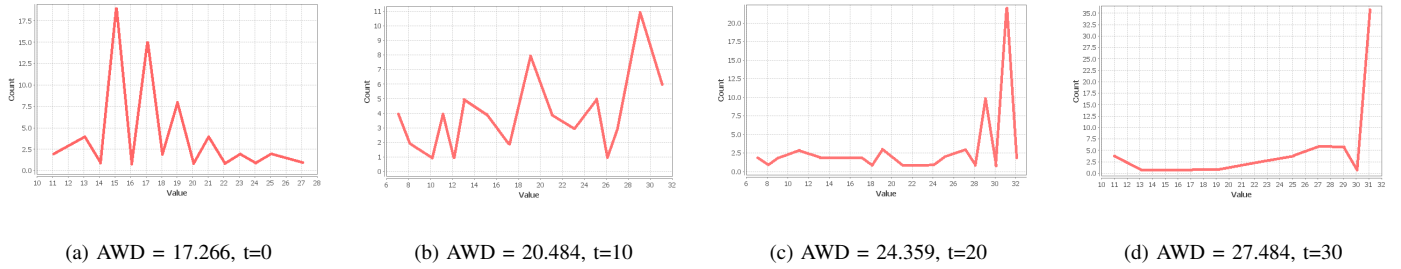 17.5
15.0
12.5
10.0
7.5
5.0
2.5
0.0
Count
10 11 12 13 14 15 16 17 18 19 20 21 22 23 24 25 26 27 28
Value
(a) AWD = 17.266, t=0
11
10
9
8
7
6
5
4
3
2
1
0
Count
6 8 10 12 14 16 18 20 22 24 26 28 30 32
Value
(b) AWD = 20.484, t=10
20.0
17.5
15.0
12.5
10.0
7.5
5.0
2.5
0.0
Count
6 8 10 12 14 16 18 20 22 24 26 28 30 32
Value
(c) AWD = 24.359, t=20
35.0
32.5
30.0
27.5
25.0
22.5
20.0
17.5
15.0
12.5
10.0
7.5
5.0
2.5
0.0
Count
10 11 12 13 14 15 16 17 18 19 20 21 22 23 24 25 26 27 28 29 30 31 32
Value
(d) AWD = 27.484, t=30